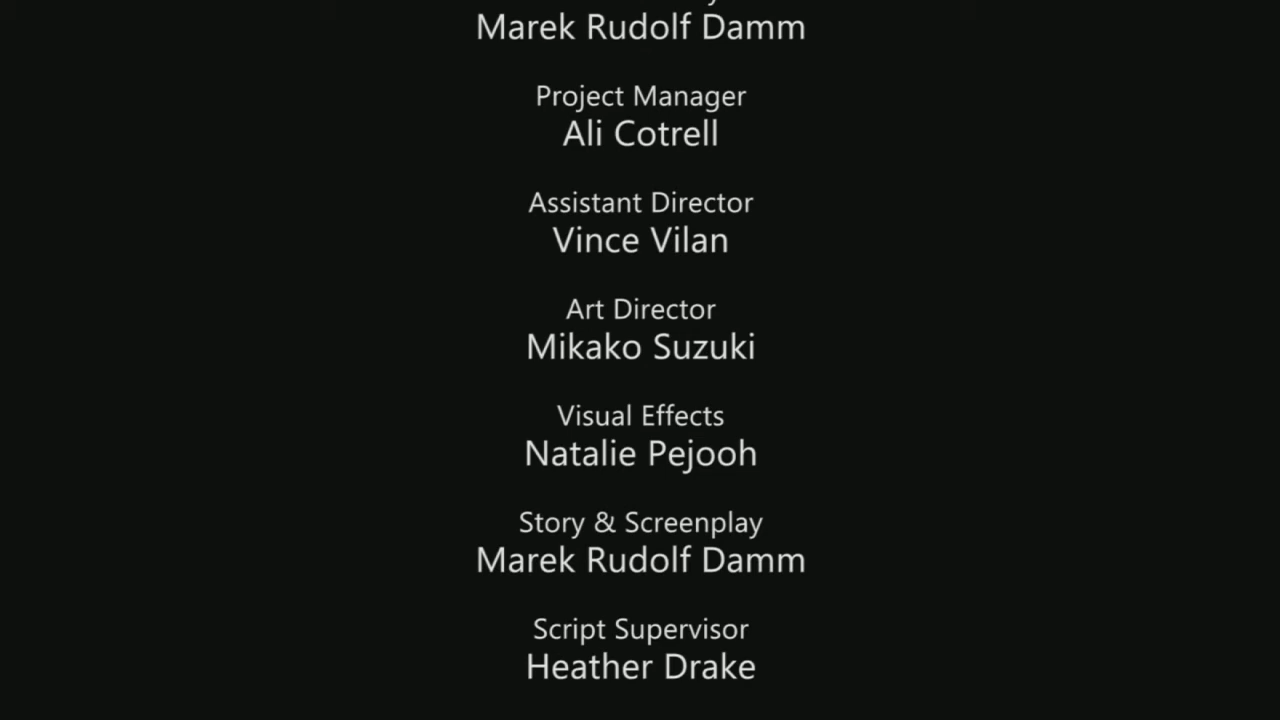 Marek Rudolf Damm
Project Manager
Ali Cotrell
Assistant Director
Vince Vilan
Art Director
Mikako Suzuki
Visual Effects
Natalie Pejooh
Story & Screenplay
Marek Rudolf Damm
Script Supervisor
Heather Drake